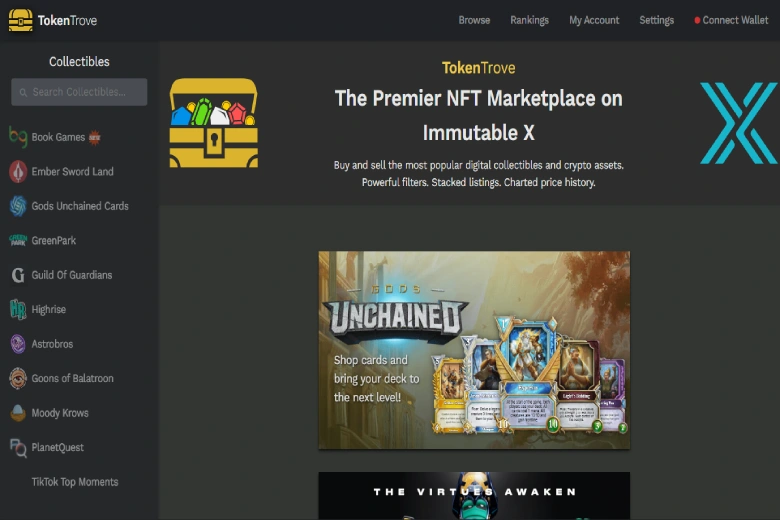 TokenTrove
Browse
Rankings
My Account
Settings
Connect Wallet
Collectibles
Search Collectibles...
Book Games
Ember Sword Land
Gods Unchained Cards
GreenPark
Guild Of Guardians
Highrise
Astrobros
Goons of Balatroon
Moody Krows
PlanetQuest
TikTok Top Moments
TokenTrove
The Premier NFT Marketplace on
Immutable X
Buy and sell the most popular digital collectibles and crypto assets.
Powerful filters. Stacked listings. Charted price history.
GODS
UNCHAINED
Shop cards and
bring your deck to
the next level!
THE VIRTUES AWAKEN